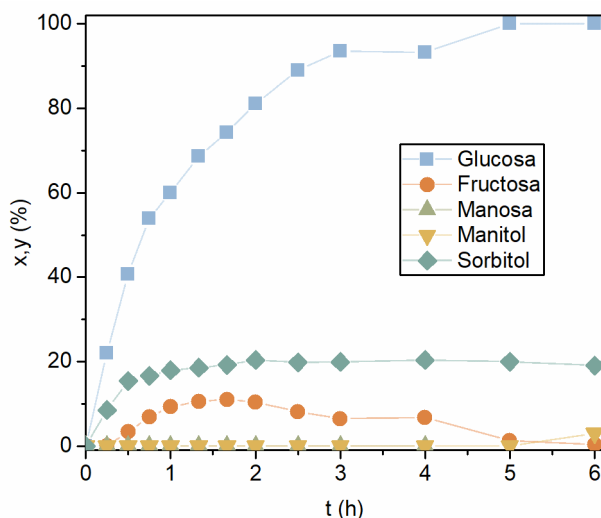 100
80
60
40
20
0
x,y (%)
Glucosa
Fructosa
Manosa
Manitol
Sorbitol
0 1 2 3 4 5 6
t (h)